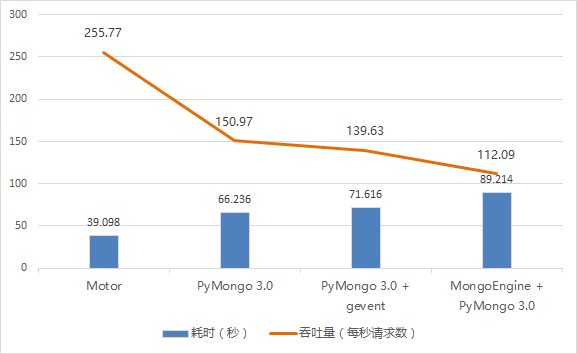 300
250
200
150
100
50
0
255.77
150.97
139.63
112.09
39.098
66.236
71.616
89.214
Motor
PyMongo 3.0
PyMongo 3.0 +
gevent
MongoEngine +
PyMongo 3.0
耗时（秒）
吞吐量（每秒请求数）